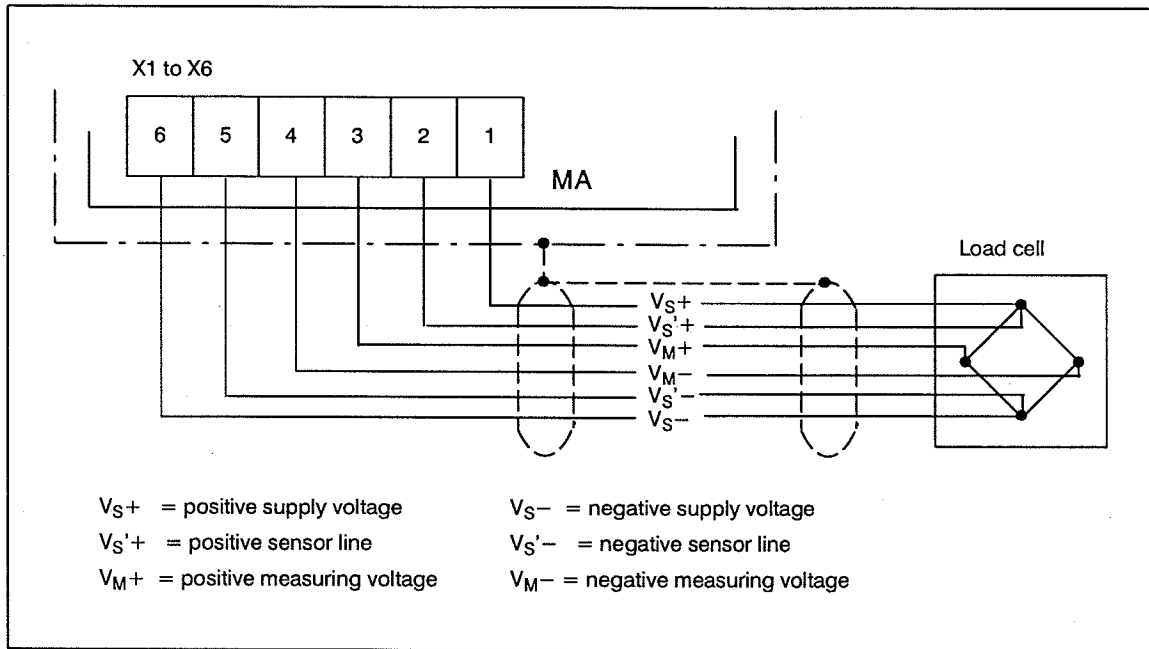 X1 to X6
6 5 4 3 2 1
MA
Load cell
VS+
VS'+
VM+
VM−
VS'−
VS−
VS+ = positive supply voltage
VS− = negative supply voltage
VS'+ = positive sensor line
VS'− = negative sensor line
VM+ = positive measuring voltage
VM− = negative measuring voltage